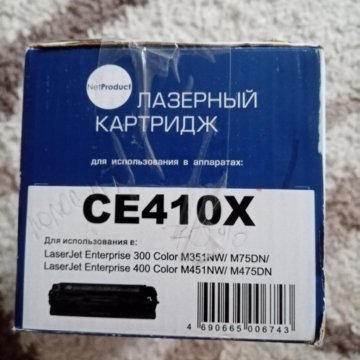 NetProduct
ЛАЗЕРНЫЙ
КАРТРИДЖ
для использования в аппаратах:
CE410X
Для использования в:
LaserJet Enterprise 300 Color M351NW/ M75DN/
LaserJet Enterprise 400 Color M451NW/ M475DN
4 690665 006743